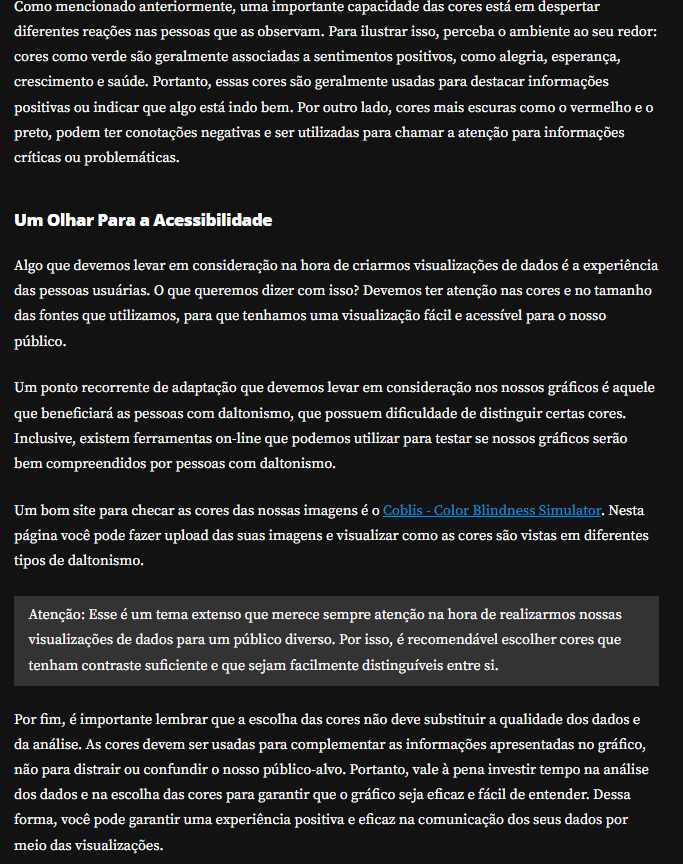 Como mencionado anteriormente, uma importante capacidade das cores está em despertar
diferentes reações nas pessoas que as observam. Para ilustrar isso, perceba o ambiente ao seu redor:
cores como verde são geralmente associadas a sentimentos positivos, como alegria, esperança,
crescimento e saúde. Portanto, essas cores são geralmente usadas para destacar informações
positivas ou indicar que algo está indo bem. Por outro lado, cores mais escuras como o vermelho e o
preto, podem ter conotações negativas e ser utilizadas para chamar a atenção para informações
críticas ou problemáticas.
Um Olhar Para a Acessibilidade
Algo que devemos levar em consideração na hora de criarmos visualizações de dados é a experiência
das pessoas usuárias. O que queremos dizer com isso? Devemos ter atenção nas cores e no tamanho
das fontes que utilizamos, para que tenhamos uma visualização fácil e acessível para o nosso
público.
Um ponto recorrente de adaptação que devemos levar em consideração nos nossos gráficos é aquele
que beneficiará as pessoas com daltonismo, que possuem dificuldade de distinguir certas cores.
Inclusive, existem ferramentas on-line que podemos utilizar para testar se nossos gráficos serão
bem compreendidos por pessoas com daltonismo.
Um bom site para checar as cores das nossas imagens é o Coblis - Color Blindness Simulator. Nesta
página você pode fazer upload das suas imagens e visualizar como as cores são vistas em diferentes
tipos de daltonismo.
Atenção: Esse é um tema extenso que merece sempre atenção na hora de realizarmos nossas
visualizações de dados para um público diverso. Por isso, é recomendável escolher cores que
tenham contraste suficiente e que sejam facilmente distinguíveis entre si.
Por fim, é importante lembrar que a escolha das cores não deve substituir a qualidade dos dados e
da análise. As cores devem ser usadas para complementar as informações apresentadas no gráfico,
não para distrair ou confundir o nosso público-alvo. Portanto, vale à pena investir tempo na análise
dos dados e na escolha das cores para garantir que o gráfico seja eficaz e fácil de entender. Dessa
forma, você pode garantir uma experiência positiva e eficaz na comunicação dos seus dados por
meio das visualizações.